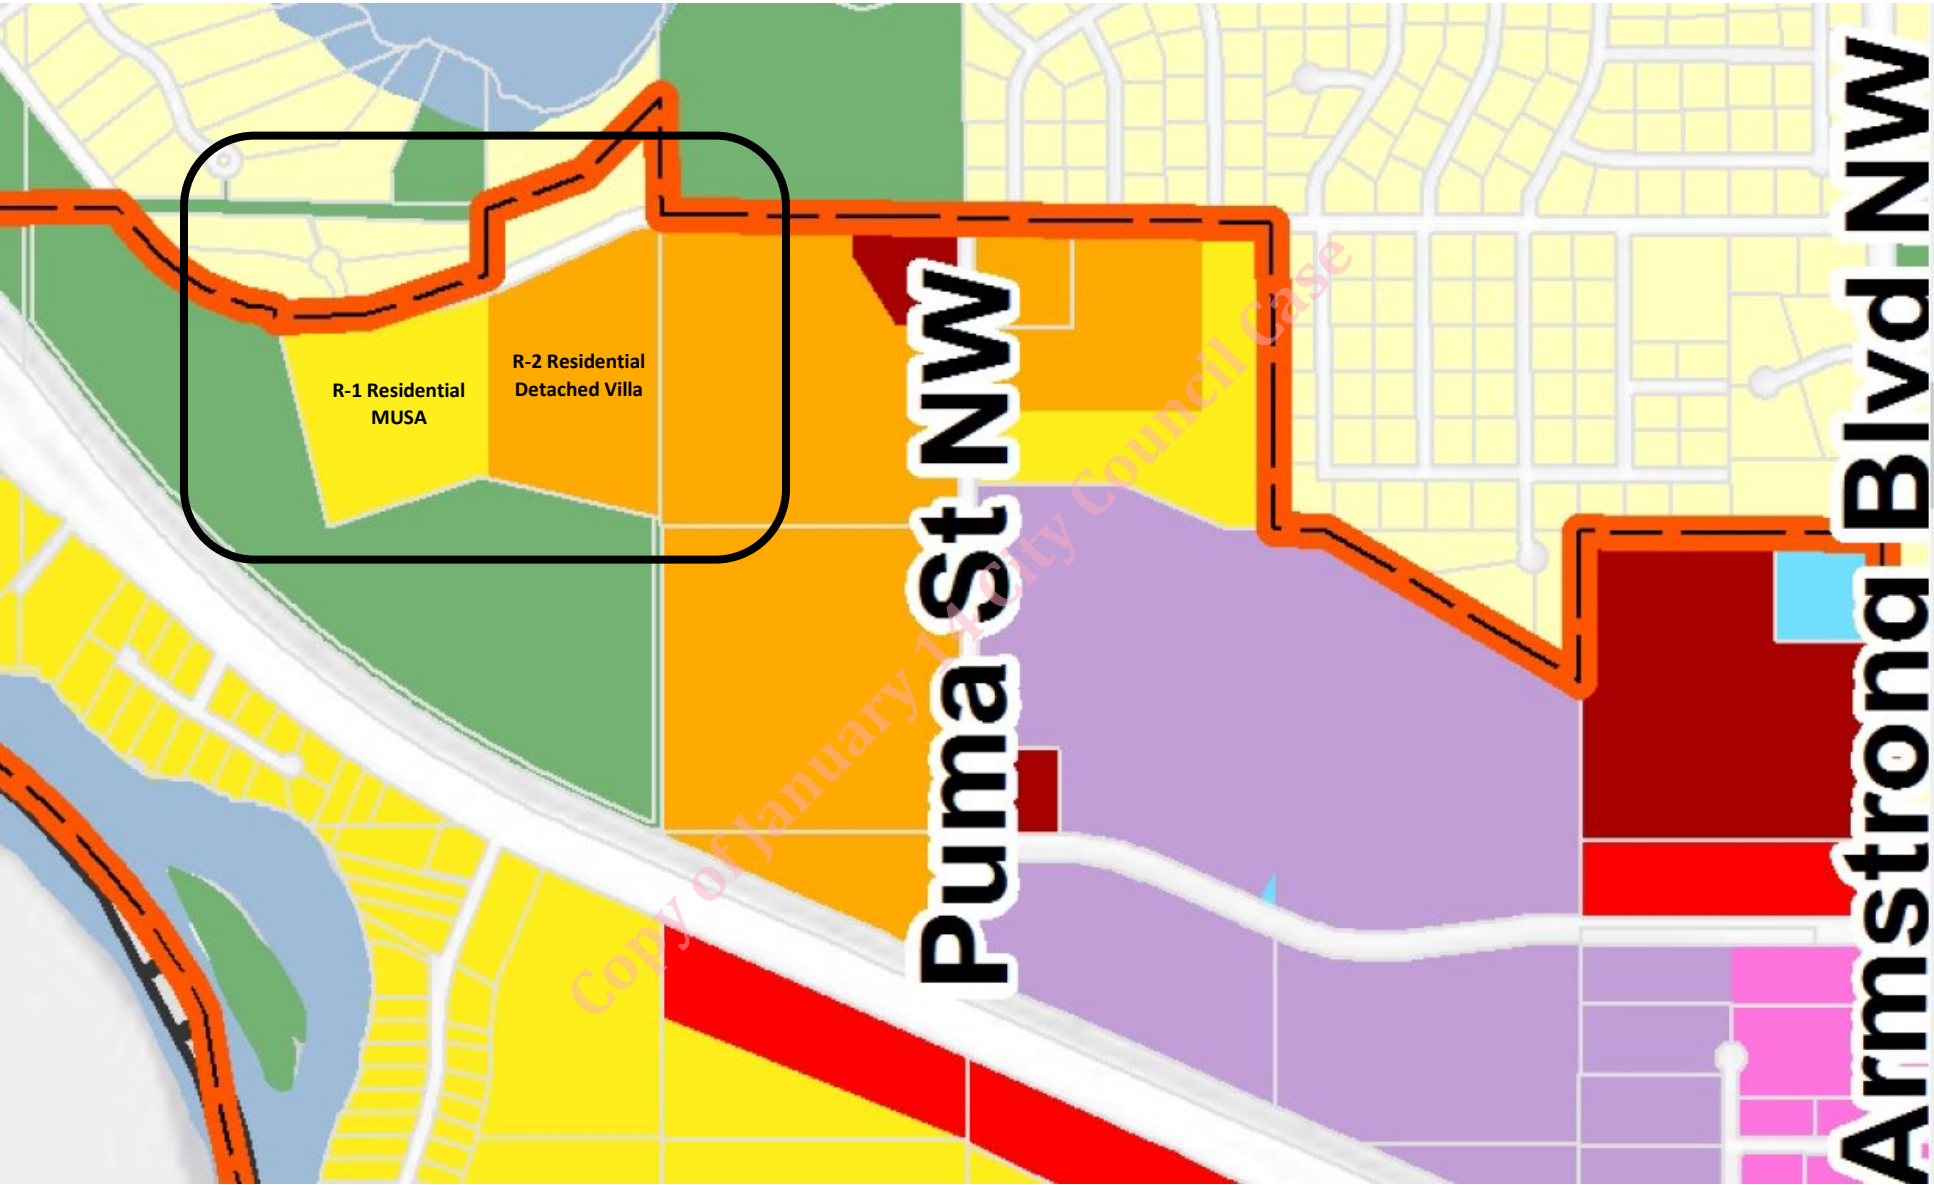 R-1 Residential
MUSA
R-2 Residential
Detached Villa
Puma St NW
Armstrong Blvd NW
Copy of January 14 City Council Case